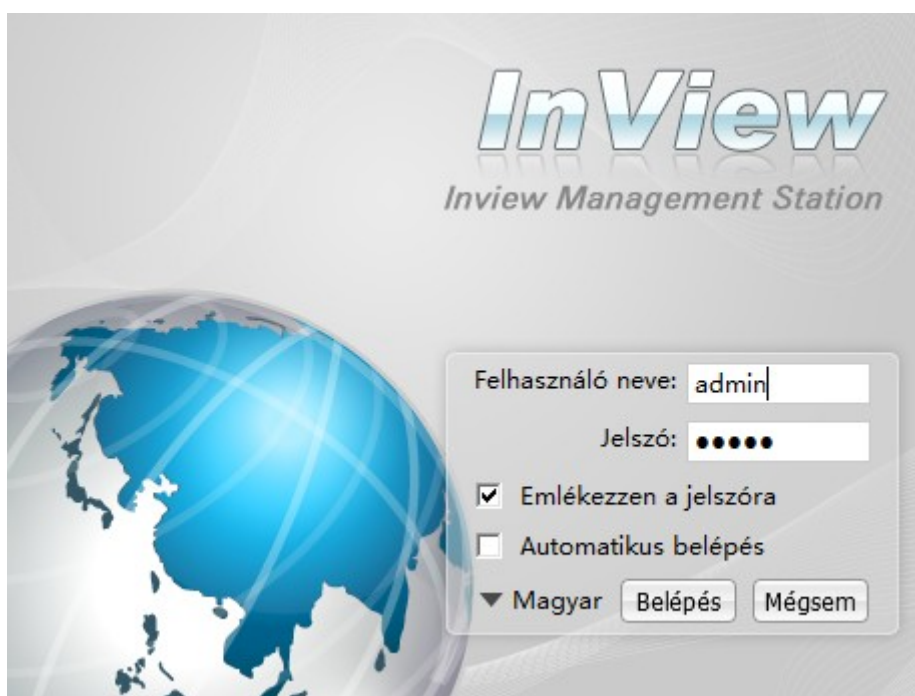 InView
Inview Management Station
Felhasználó neve: admin
Jelszó: ●●●●●
Emlékezzen a jelszóra
Automatikus belépés
Magyar Belépés Mégsem